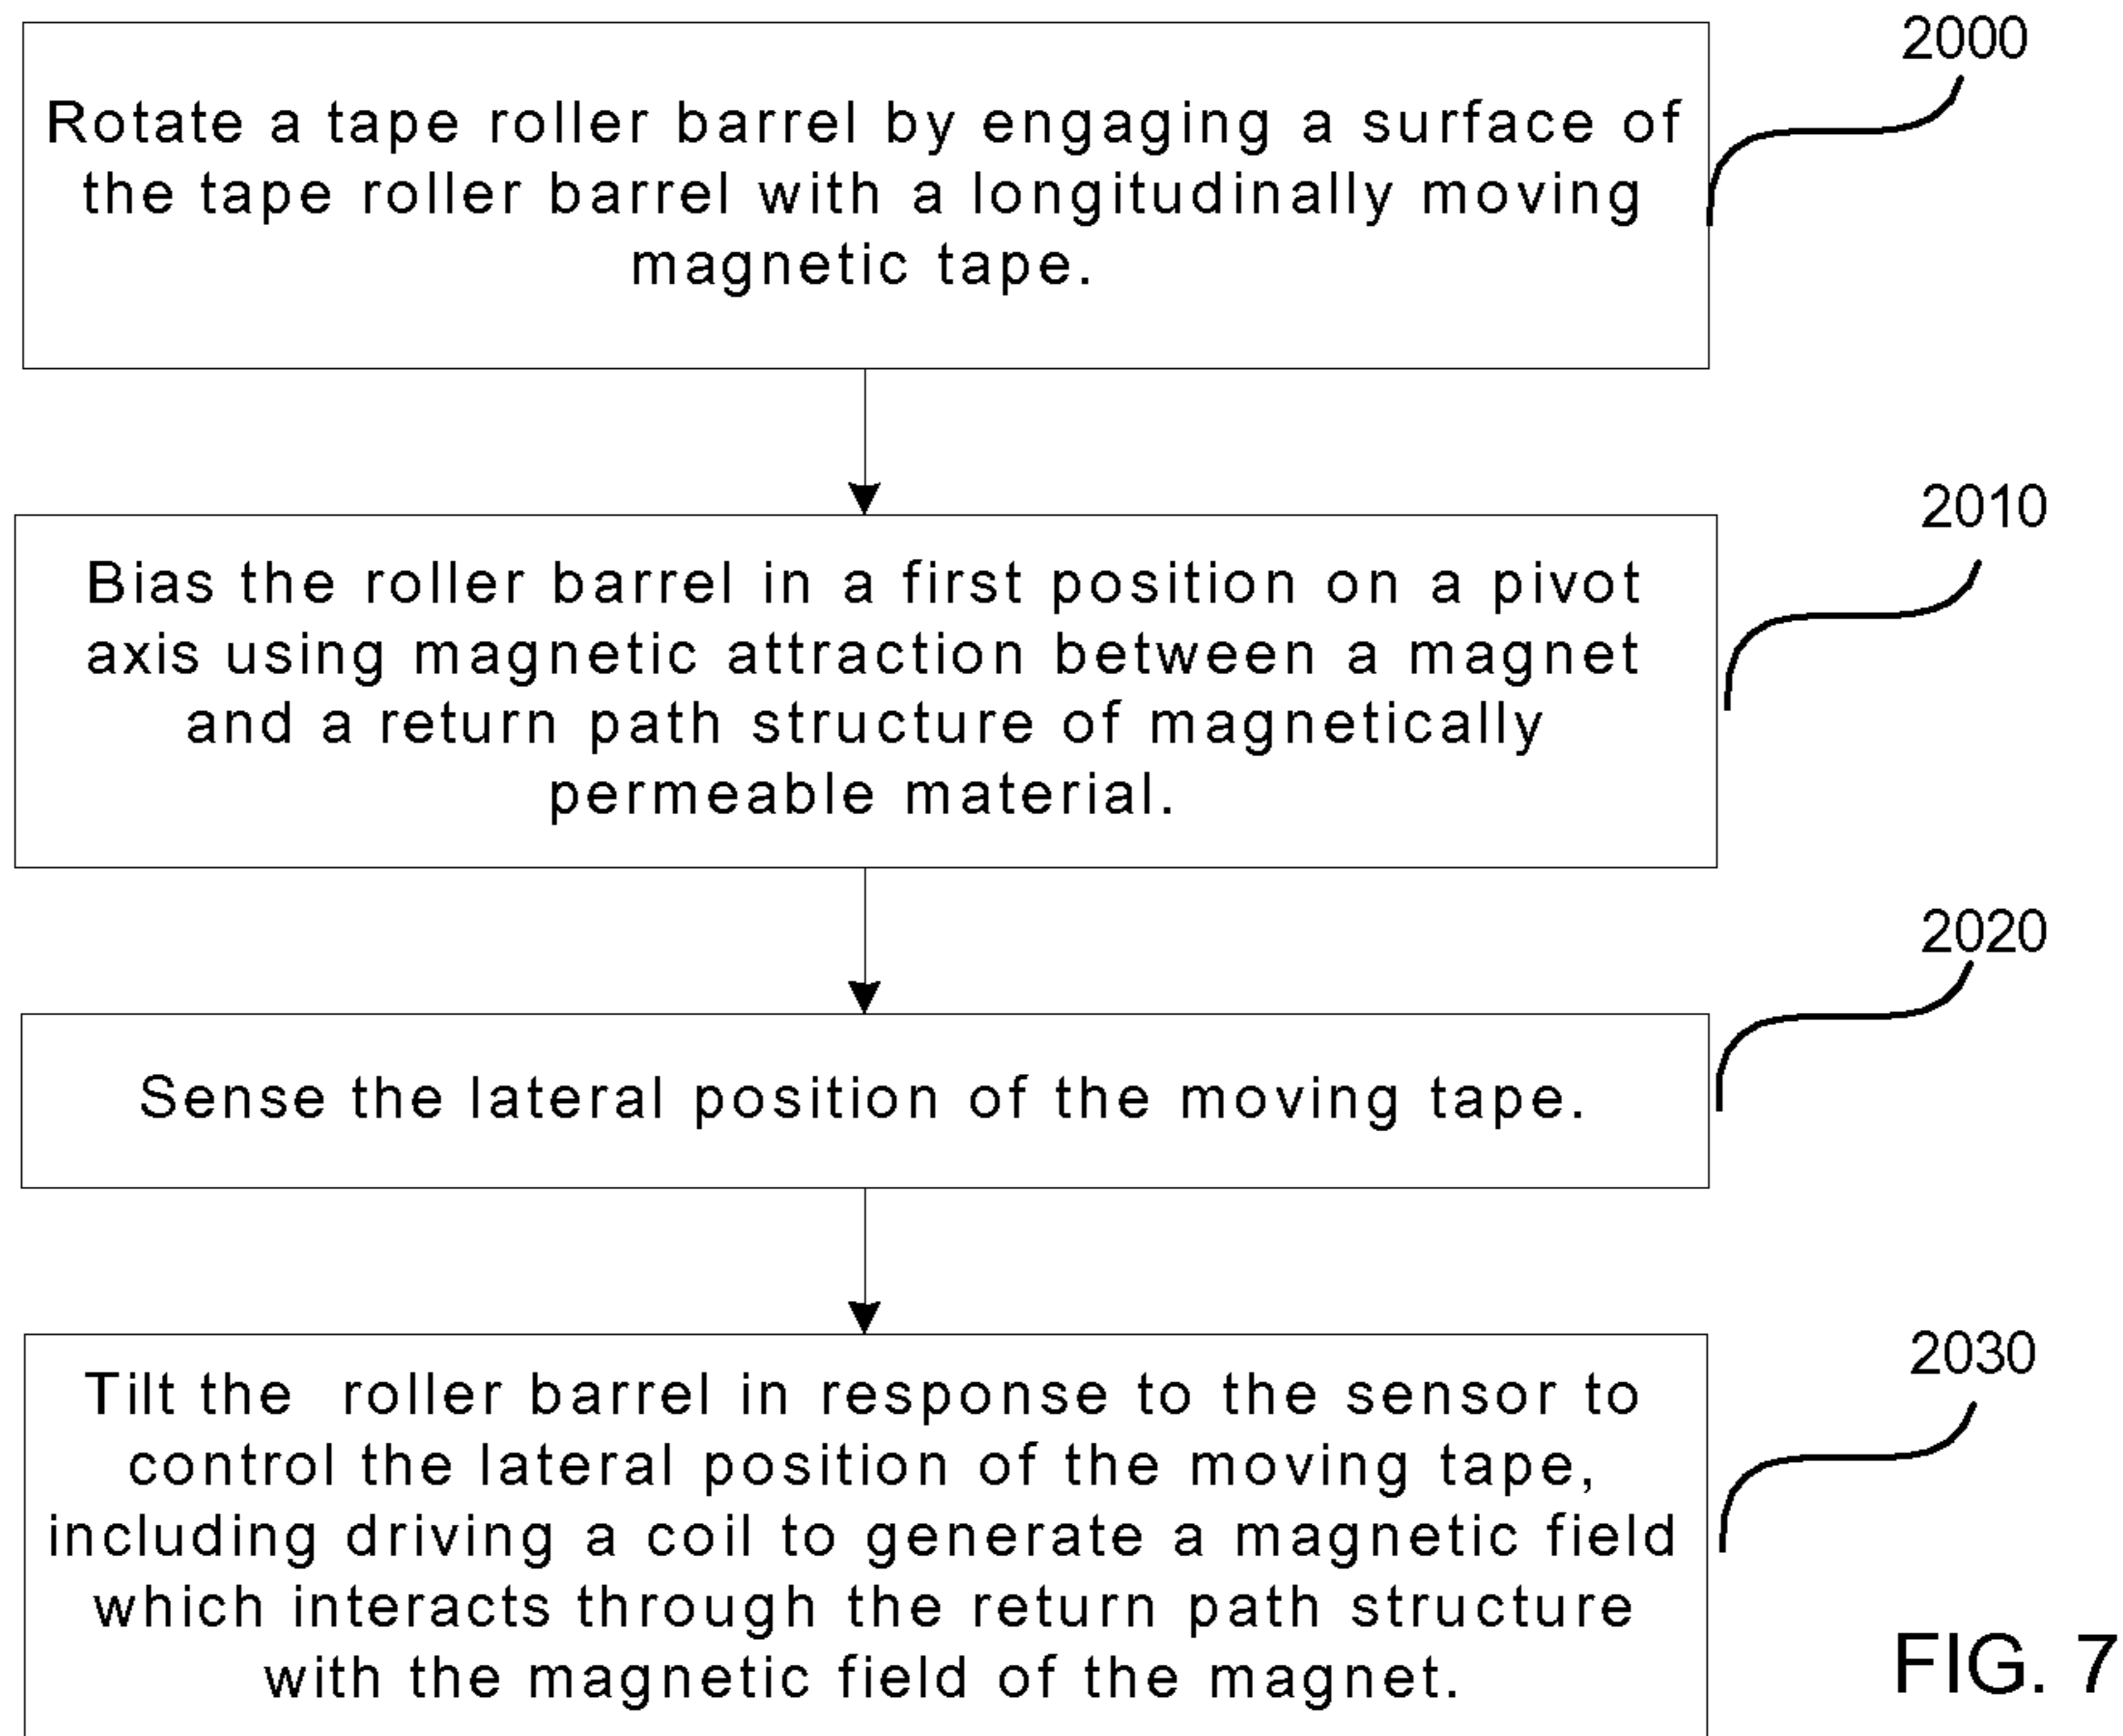 2000
Rotate a tape roller barrel by engaging a surface of
the tape roller barrel with a longitudinally moving
magnetic tape.
2010
Bias the roller barrel in a first position on a pivot
axis using magnetic attraction between a magnet
and a return path structure of magnetically
permeable material.
2020
Sense the lateral position of the moving tape.
2030
Tilt the roller barrel in response to the sensor to
control the lateral position of the moving tape,
including driving a coil to generate a magnetic field
which interacts through the return path structure
with the magnetic field of the magnet.
FIG. 7